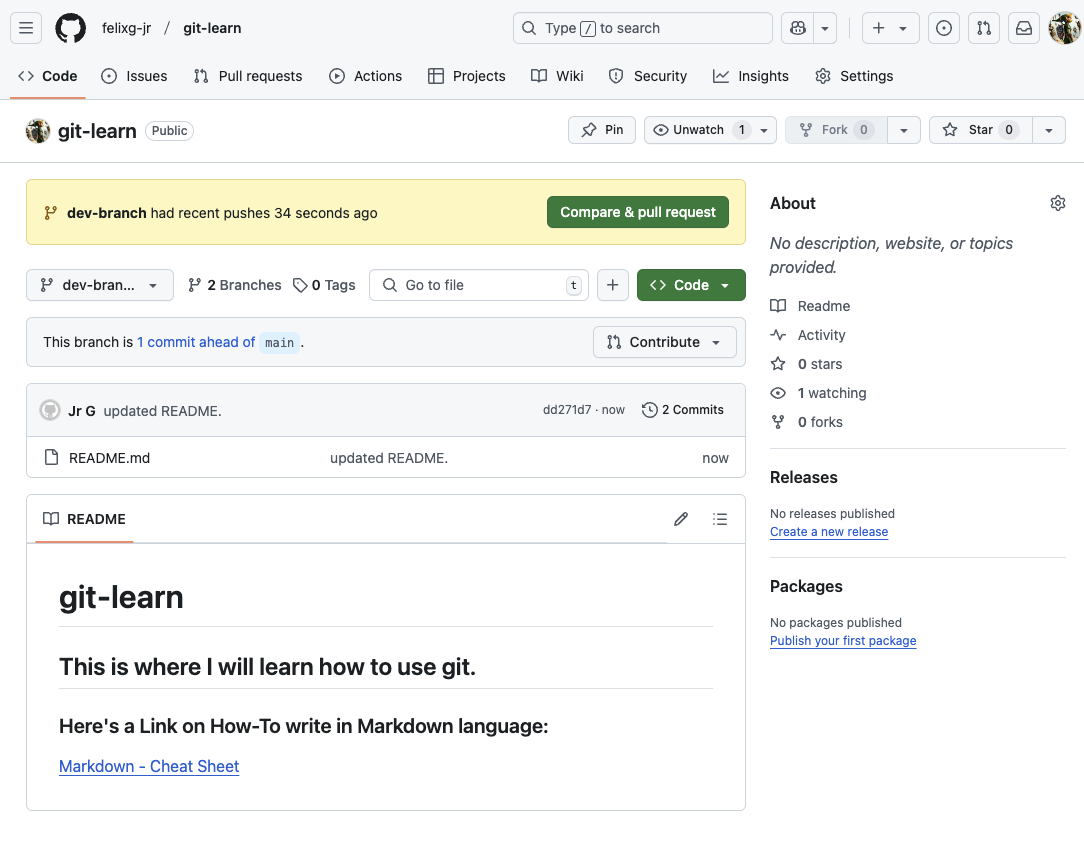 felixg-jr / git-learn
Type / to search
Code Issues Pull requests Actions Projects Wiki Security Insights Settings
git-learn Public
Pin Unwatch 1 Fork 0 Star 0
dev-branch had recent pushes 34 seconds ago
Compare & pull request
dev-bran... 2 Branches 0 Tags Go to file t + Code
This branch is 1 commit ahead of main .
Contribute
Jr G updated README. dd271d7 · now 2 Commits
README.md updated README. now
README
git-learn
This is where I will learn how to use git.
Here's a Link on How-To write in Markdown language:
Markdown - Cheat Sheet
About
No description, website, or topics
provided.
Readme
Activity
0 stars
1 watching
0 forks
Releases
No releases published
Create a new release
Packages
No packages published
Publish your first package